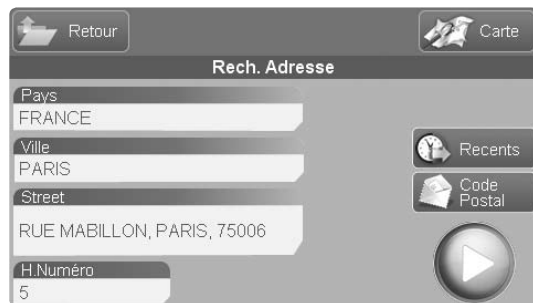 Retour
Carte
Rech. Adresse
Pays
FRANCE
Ville
PARIS
Recents
Street
Code
Postal
RUE MABILLON, PARIS, 75006
H.Numéro
5